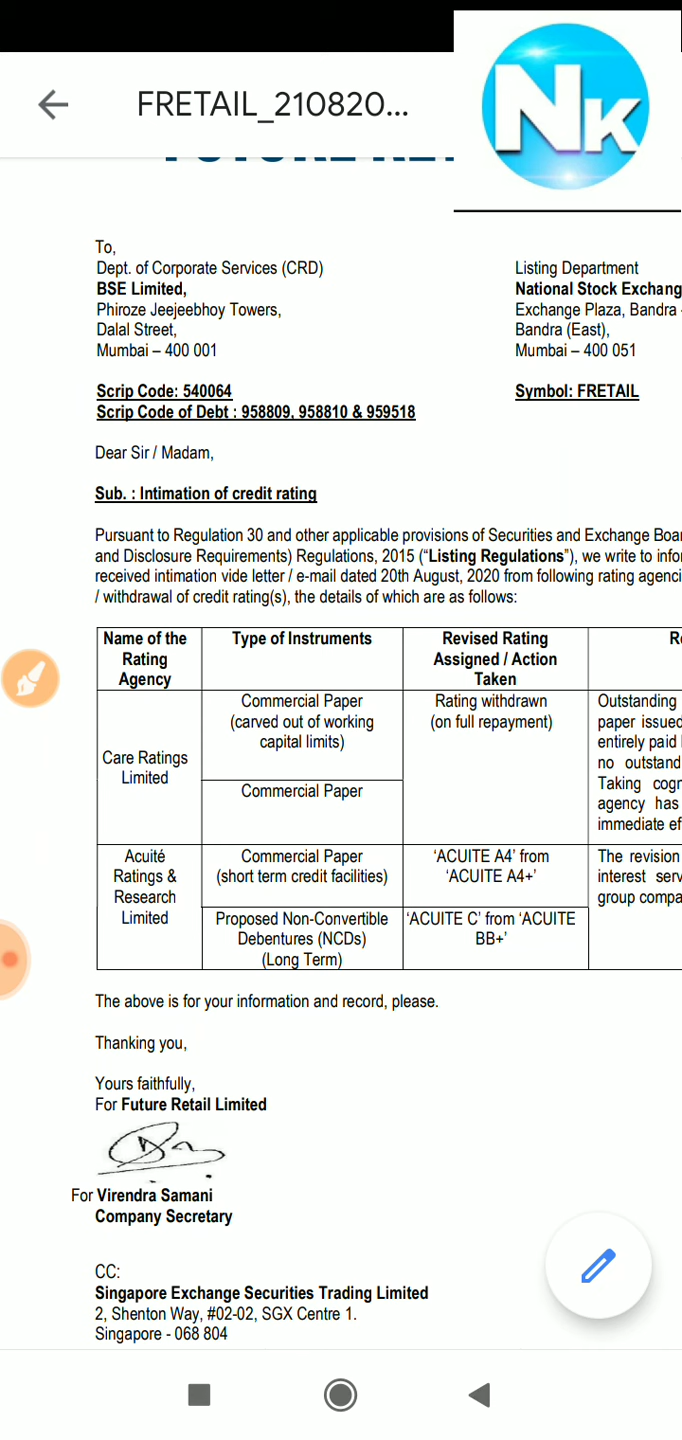 FRETAIL_210820...
NK
To,
Dept. of Corporate Services (CRD)
BSE Limited,
Phiroze Jeejeebhoy Towers,
Dalal Street,
Mumbai – 400 001
Listing Department
National Stock Exchang
Exchange Plaza, Bandra
Bandra (East),
Mumbai – 400 051
Scrip Code: 540064
Scrip Code of Debt : 958809, 958810 & 959518
Symbol: FRETAIL
Dear Sir / Madam,
Sub. : Intimation of credit rating
Pursuant to Regulation 30 and other applicable provisions of Securities and Exchange Boar
and Disclosure Requirements) Regulations, 2015 (“Listing Regulations”), we write to infor
received intimation vide letter / e-mail dated 20th August, 2020 from following rating agenci
/ withdrawal of credit rating(s), the details of which are as follows:
Name of the
Rating
Agency
Type of Instruments
Revised Rating
Assigned / Action
Taken
Re
Care Ratings
Limited
Commercial Paper
(carved out of working
capital limits)
Commercial Paper
Rating withdrawn
(on full repayment)
Outstanding
paper issued
entirely paid
no outstand
Taking cogn
agency has
immediate ef
Acuité
Ratings &
Research
Limited
Commercial Paper
(short term credit facilities)
‘ACUITE A4’ from
‘ACUITE A4+’
The revision
interest serv
group compa
Proposed Non-Convertible
Debentures (NCDs)
(Long Term)
‘ACUITE C’ from ‘ACUITE
BB+’
The above is for your information and record, please.
Thanking you,
Yours faithfully,
For Future Retail Limited
For Virendra Samani
Company Secretary
CC:
Singapore Exchange Securities Trading Limited
2, Shenton Way, #02-02, SGX Centre 1.
Singapore - 068 804